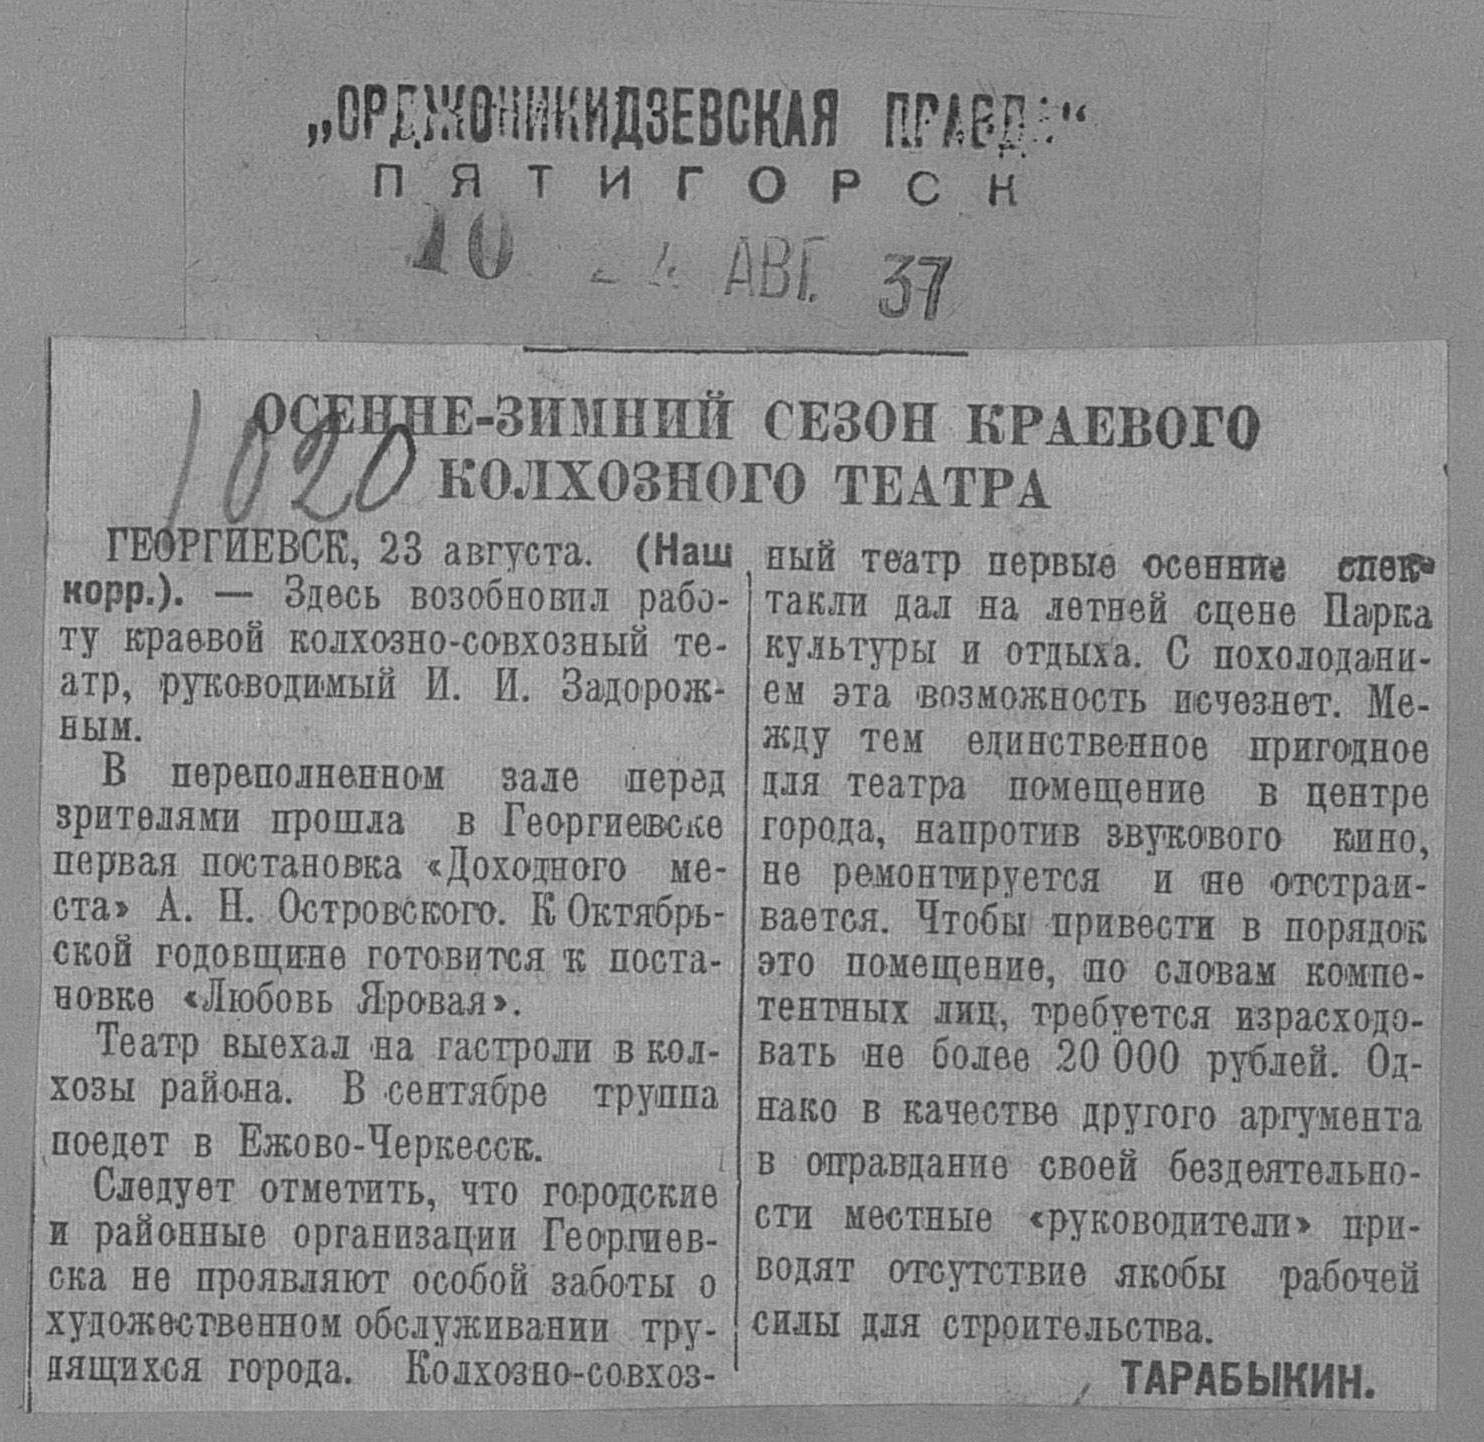 „ОРДЖОНИКИДЗЕВСКАЯ ПРАВДА“
ПЯТИГОРСК
10 24 АВГ. 37
1020
ОСЕННЕ-ЗИМНИЙ СЕЗОН КРАЕВОГО
КОЛХОЗНОГО ТЕАТРА
ГЕОРГИЕВСК, 23 августа. (Наш
корр.). — Здесь возобновил рабо-
ту краевой колхозно-совхозный те-
атр, руководимый И. И. Задорож-
ным.
В переполненном зале перед
зрителями прошла в Георгиевске
первая постановка «Доходного ме-
ста» А. Н. Островского. К Октябрь-
ской годовщине готовится к поста-
новке «Любовь Яровая».
Театр выехал на гастроли в кол-
хозы района. В сентябре труппа
поедет в Ежово-Черкесск.
Следует отметить, что городские
и районные организации Георгиев-
ска не проявляют особой заботы о
художественном обслуживании тру-
дящихся города. Колхозно-совхоз-
ный театр первые осенние спек-
такли дал на летней сцене Парка
культуры и отдыха. С похолодани-
ем эта возможность исчезнет. Ме-
жду тем единственное пригодное
для театра помещение в центре
города, напротив звукового кино,
не ремонтируется и не отстраи-
вается. Чтобы привести в порядок
это помещение, по словам компе-
тентных лиц, требуется израсходо-
вать не более 20 000 рублей. Од-
нако в качестве другого аргумента
в оправдание своей бездеятельно-
сти местные «руководители» при-
водят отсутствие якобы рабочей
силы для строительства.
ТАРАБЫКИН.